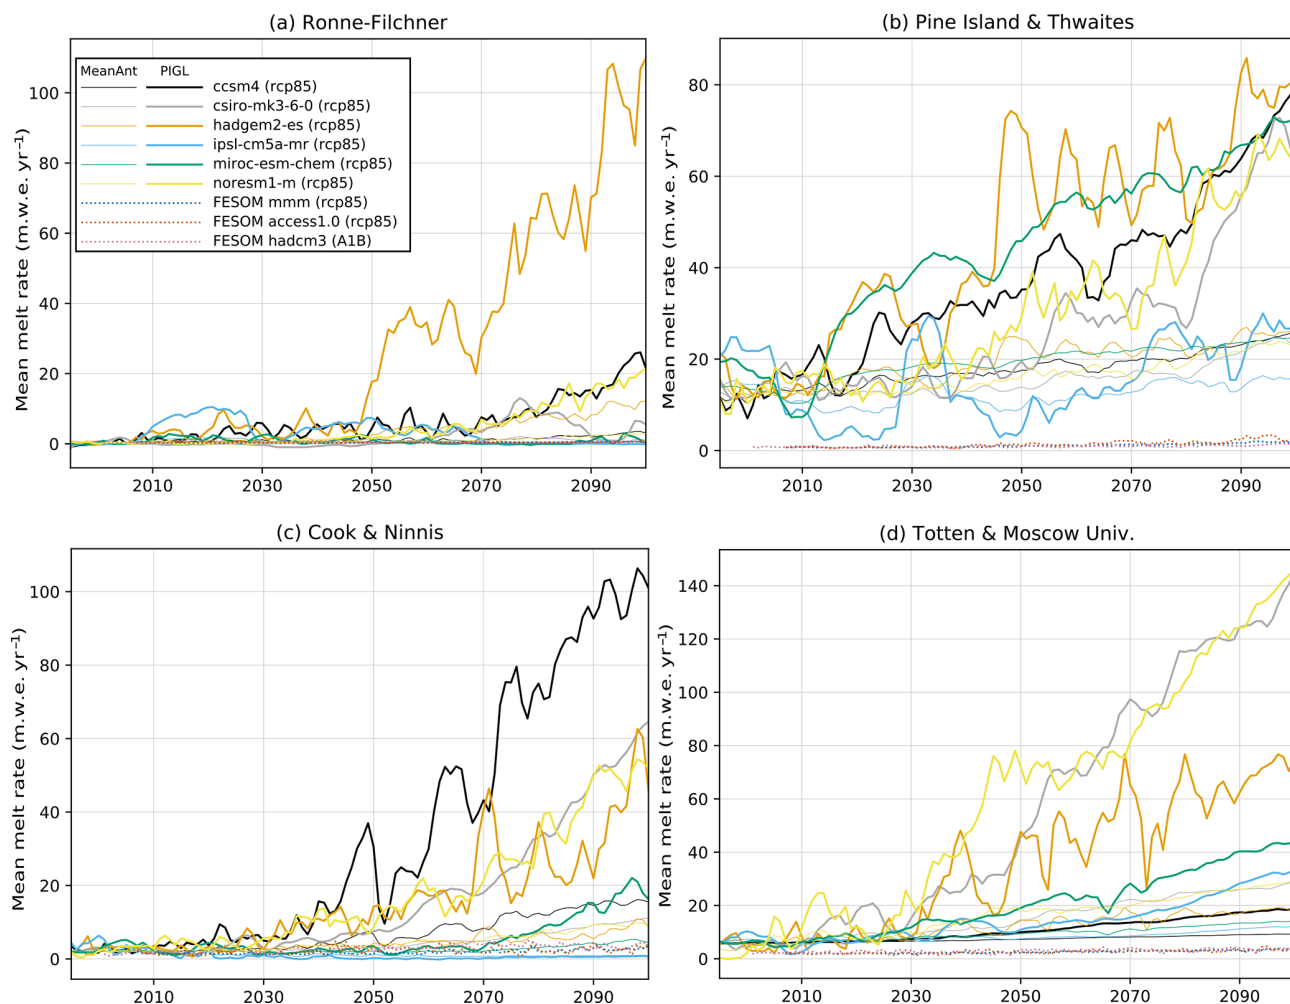 (a) Ronne-Filchner
Mean melt rate (m.w.e. yr⁻¹)
100
80
60
40
20
0
MeanAnt PIGL
ccsm4 (rcp85)
csiro-mk3-6-0 (rcp85)
hadgem2-es (rcp85)
ipsl-cm5a-mr (rcp85)
miroc-esm-chem (rcp85)
noresm1-m (rcp85)
FESOM mmm (rcp85)
FESOM access1.0 (rcp85)
FESOM hadcm3 (A1B)
2010 2030 2050 2070 2090
(b) Pine Island & Thwaites
Mean melt rate (m.w.e. yr⁻¹)
80
60
40
20
0
2010 2030 2050 2070 2090
(c) Cook & Ninnis
Mean melt rate (m.w.e. yr⁻¹)
100
80
60
40
20
0
2010 2030 2050 2070 2090
(d) Totten & Moscow Univ.
Mean melt rate (m.w.e. yr⁻¹)
140
120
100
80
60
40
20
0
2010 2030 2050 2070 2090